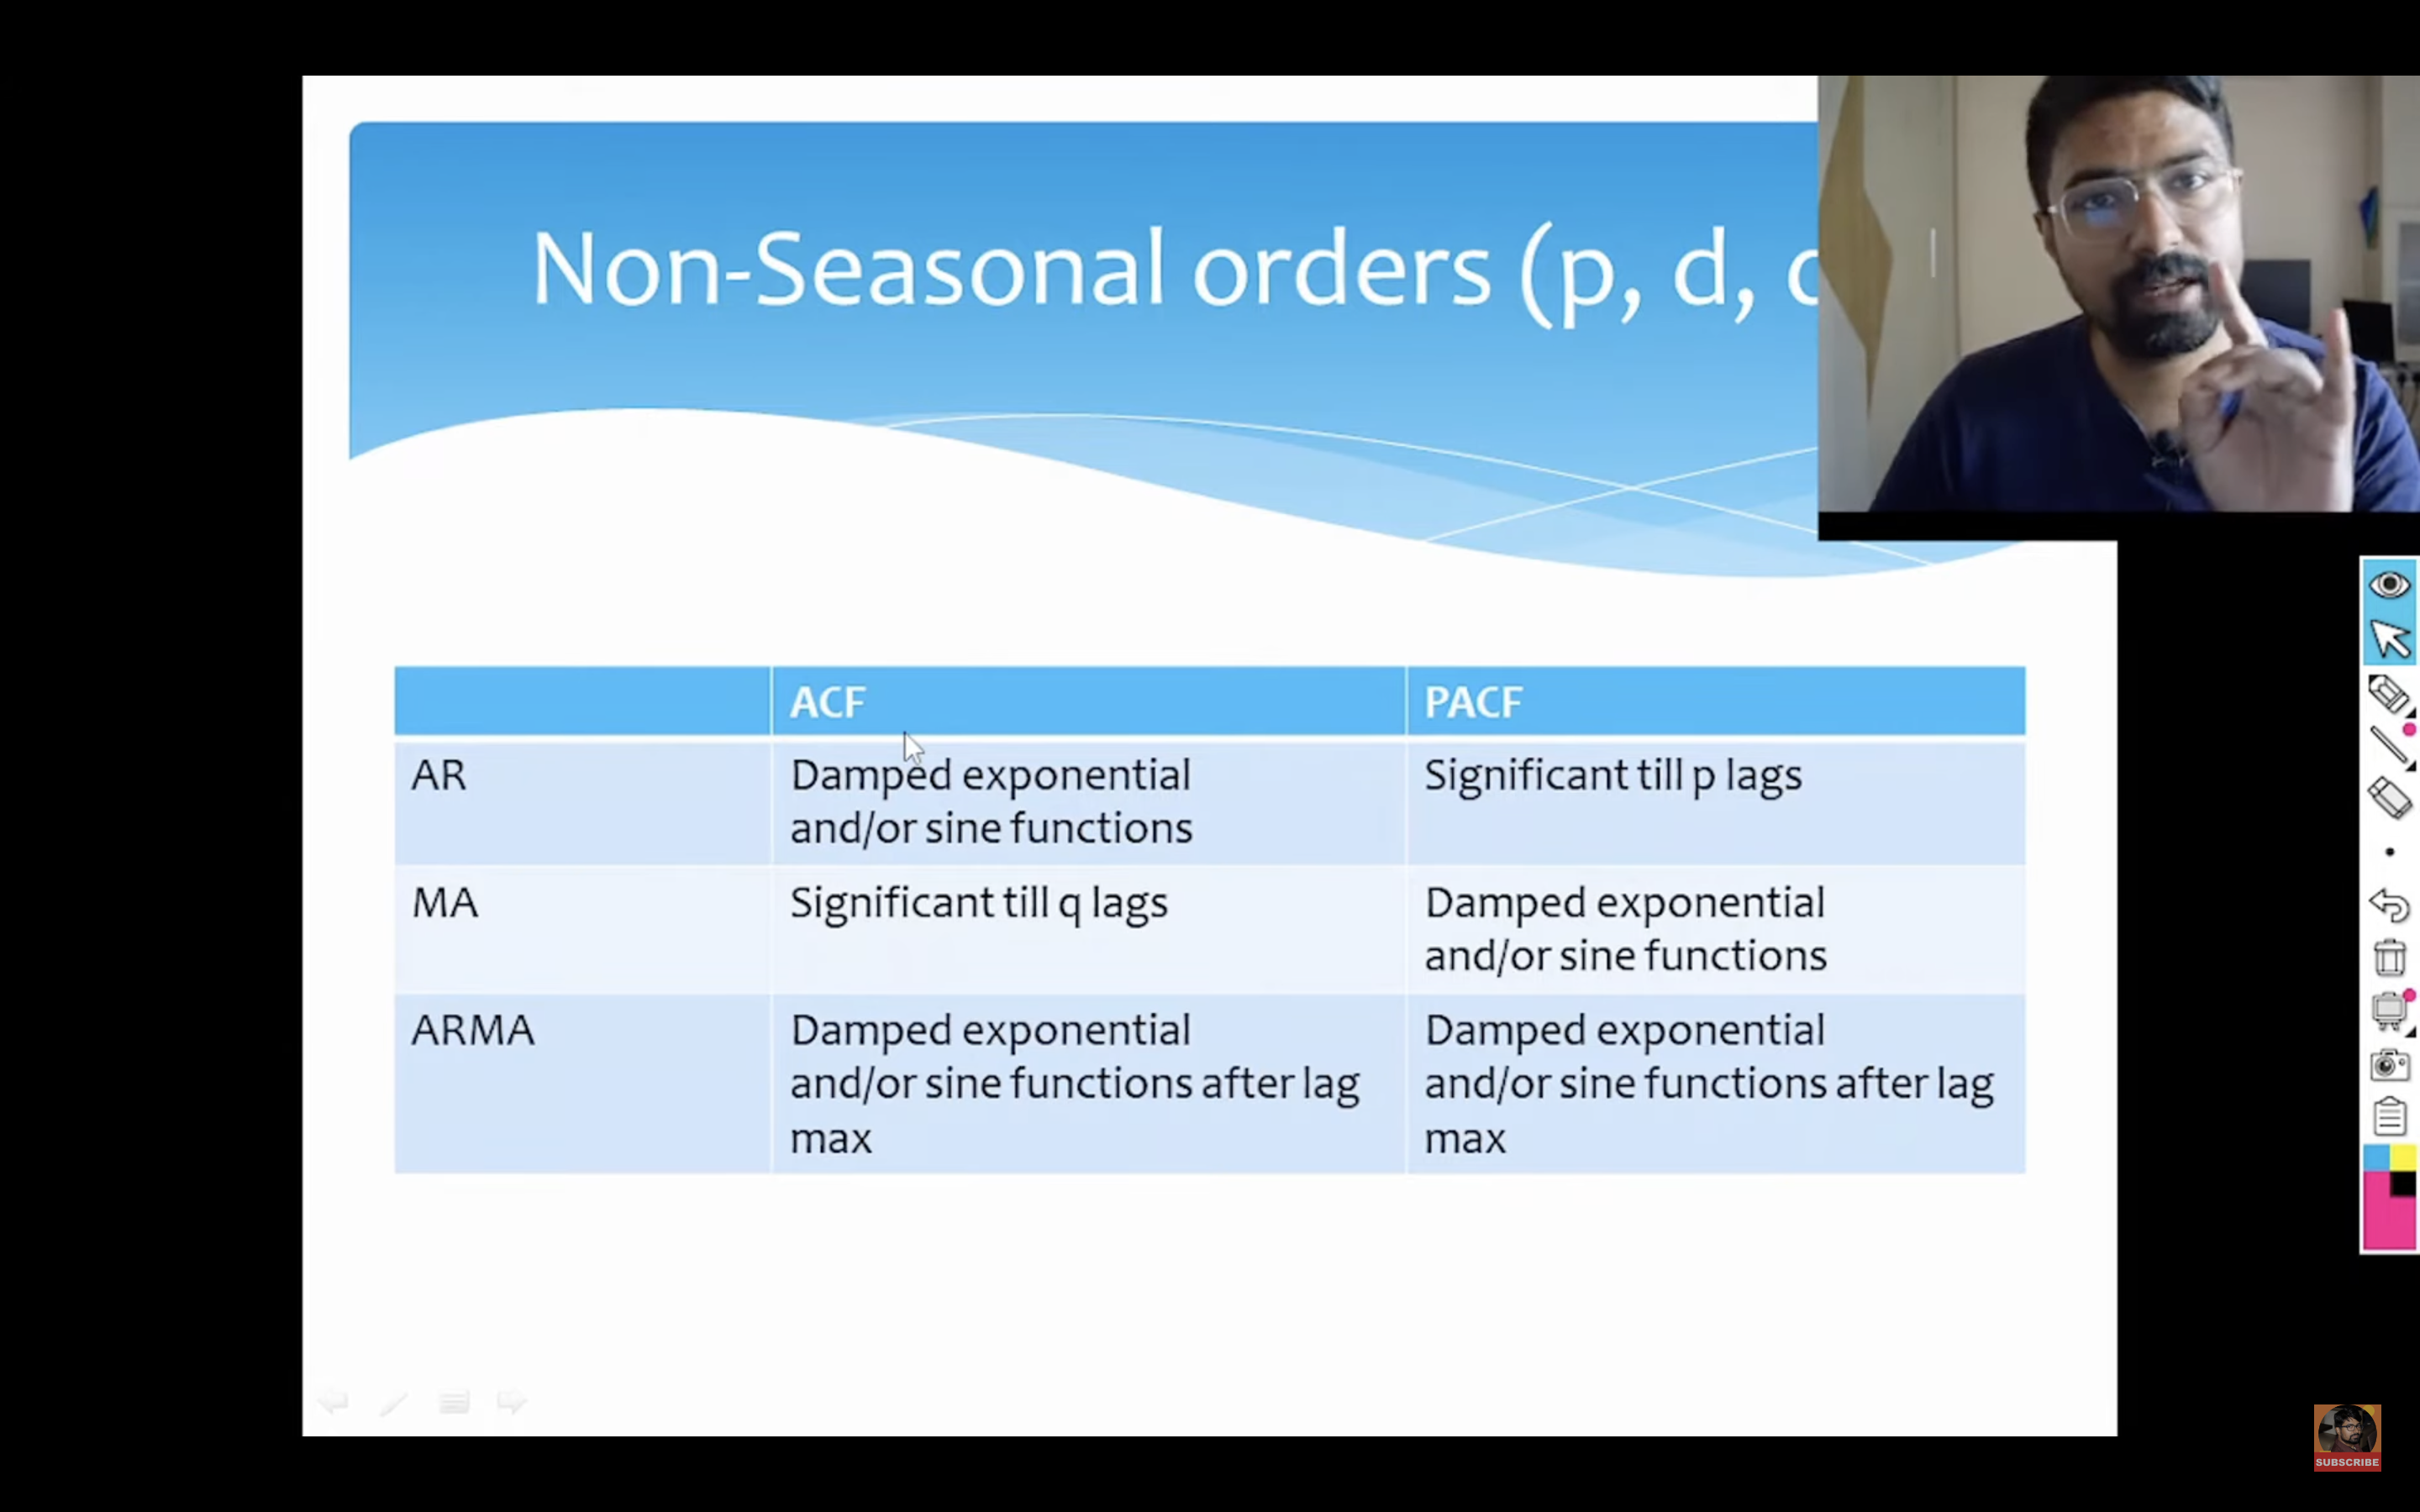 Non-Seasonal orders (p, d,
ACF
PACF
AR
Damped exponential
and/or sine functions
Significant till p lags
MA
Significant till q lags
Damped exponential
and/or sine functions
ARMA
Damped exponential
and/or sine functions after lag
max
Damped exponential
and/or sine functions after lag
max
SUBSCRIBE